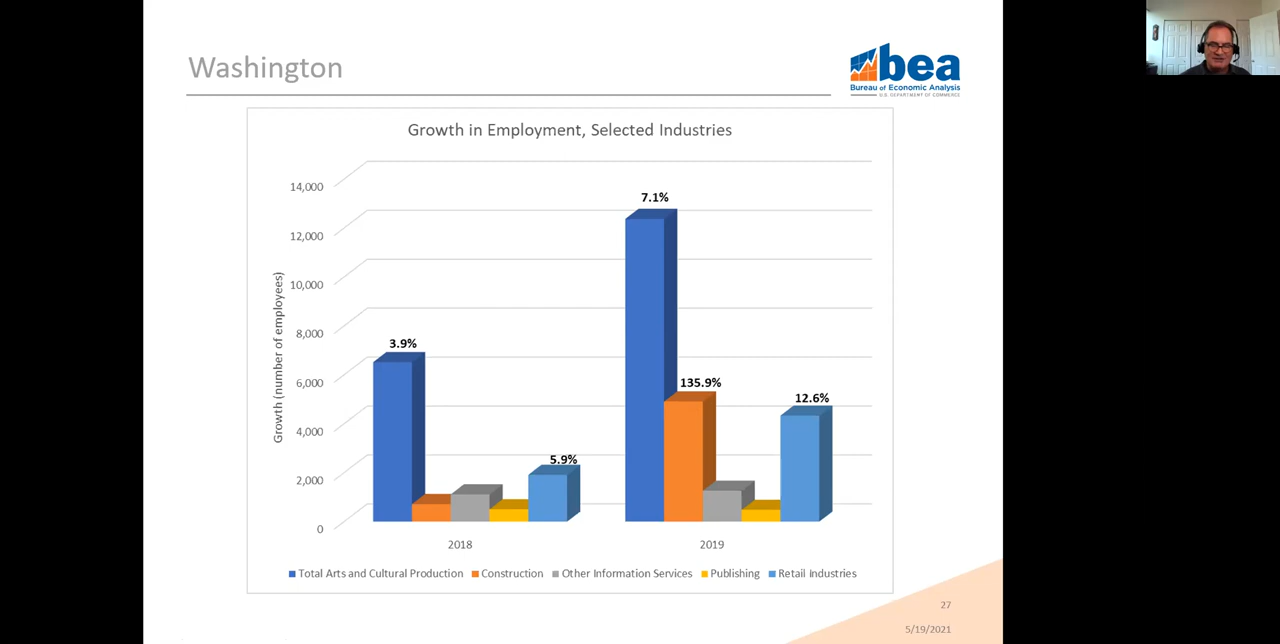 Washington
bea
Bureau of Economic Analysis
U.S. DEPARTMENT OF COMMERCE
Growth in Employment, Selected Industries
Growth (number of employees)
14,000
12,000
10,000
8,000
6,000
4,000
2,000
0
3.9%
5.9%
7.1%
135.9%
12.6%
2018
2019
Total Arts and Cultural Production
Construction
Other Information Services
Publishing
Retail Industries
27
5/19/2021